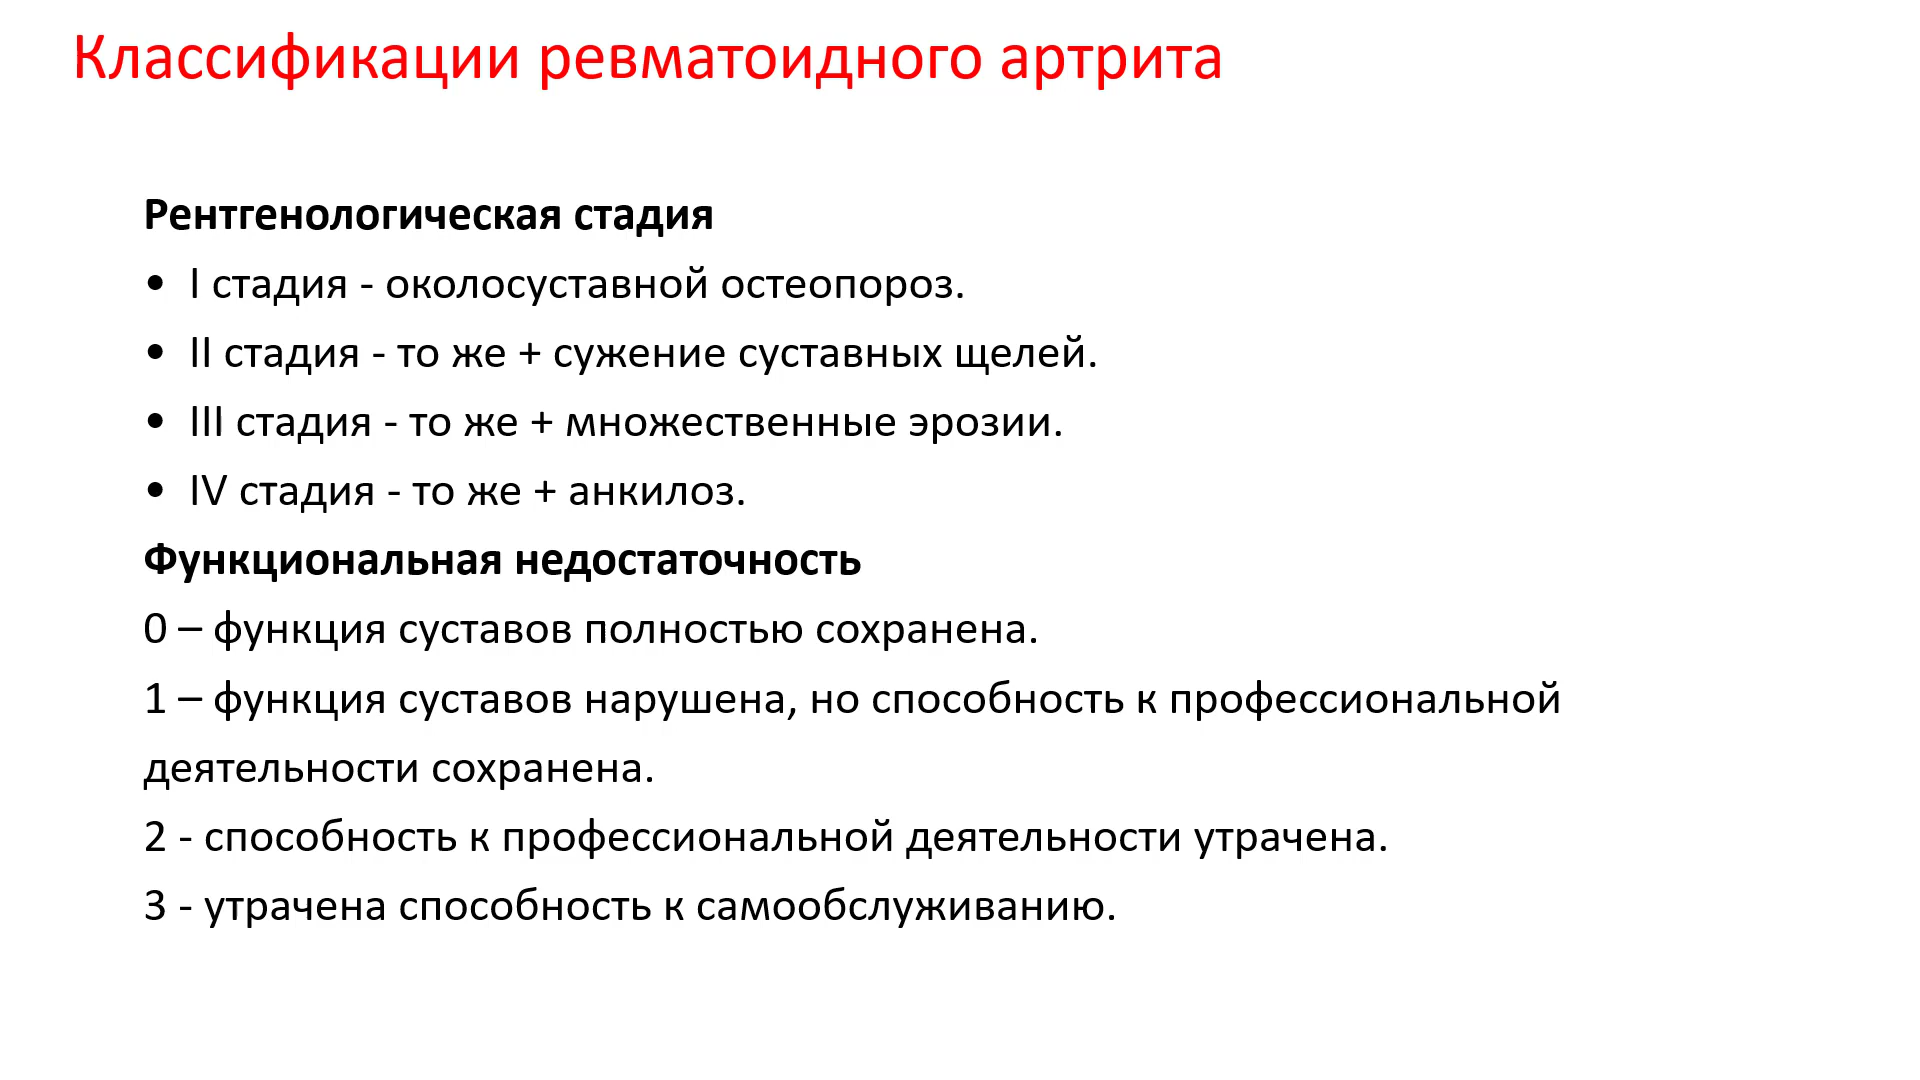 Классификации ревматоидного артрита
Рентгенологическая стадия
• I стадия - околосуставной остеопороз.
• II стадия - то же + сужение суставных щелей.
• III стадия - то же + множественные эрозии.
• IV стадия - то же + анкилоз.
Функциональная недостаточность
0 – функция суставов полностью сохранена.
1 – функция суставов нарушена, но способность к профессиональной
деятельности сохранена.
2 - способность к профессиональной деятельности утрачена.
3 - утрачена способность к самообслуживанию.